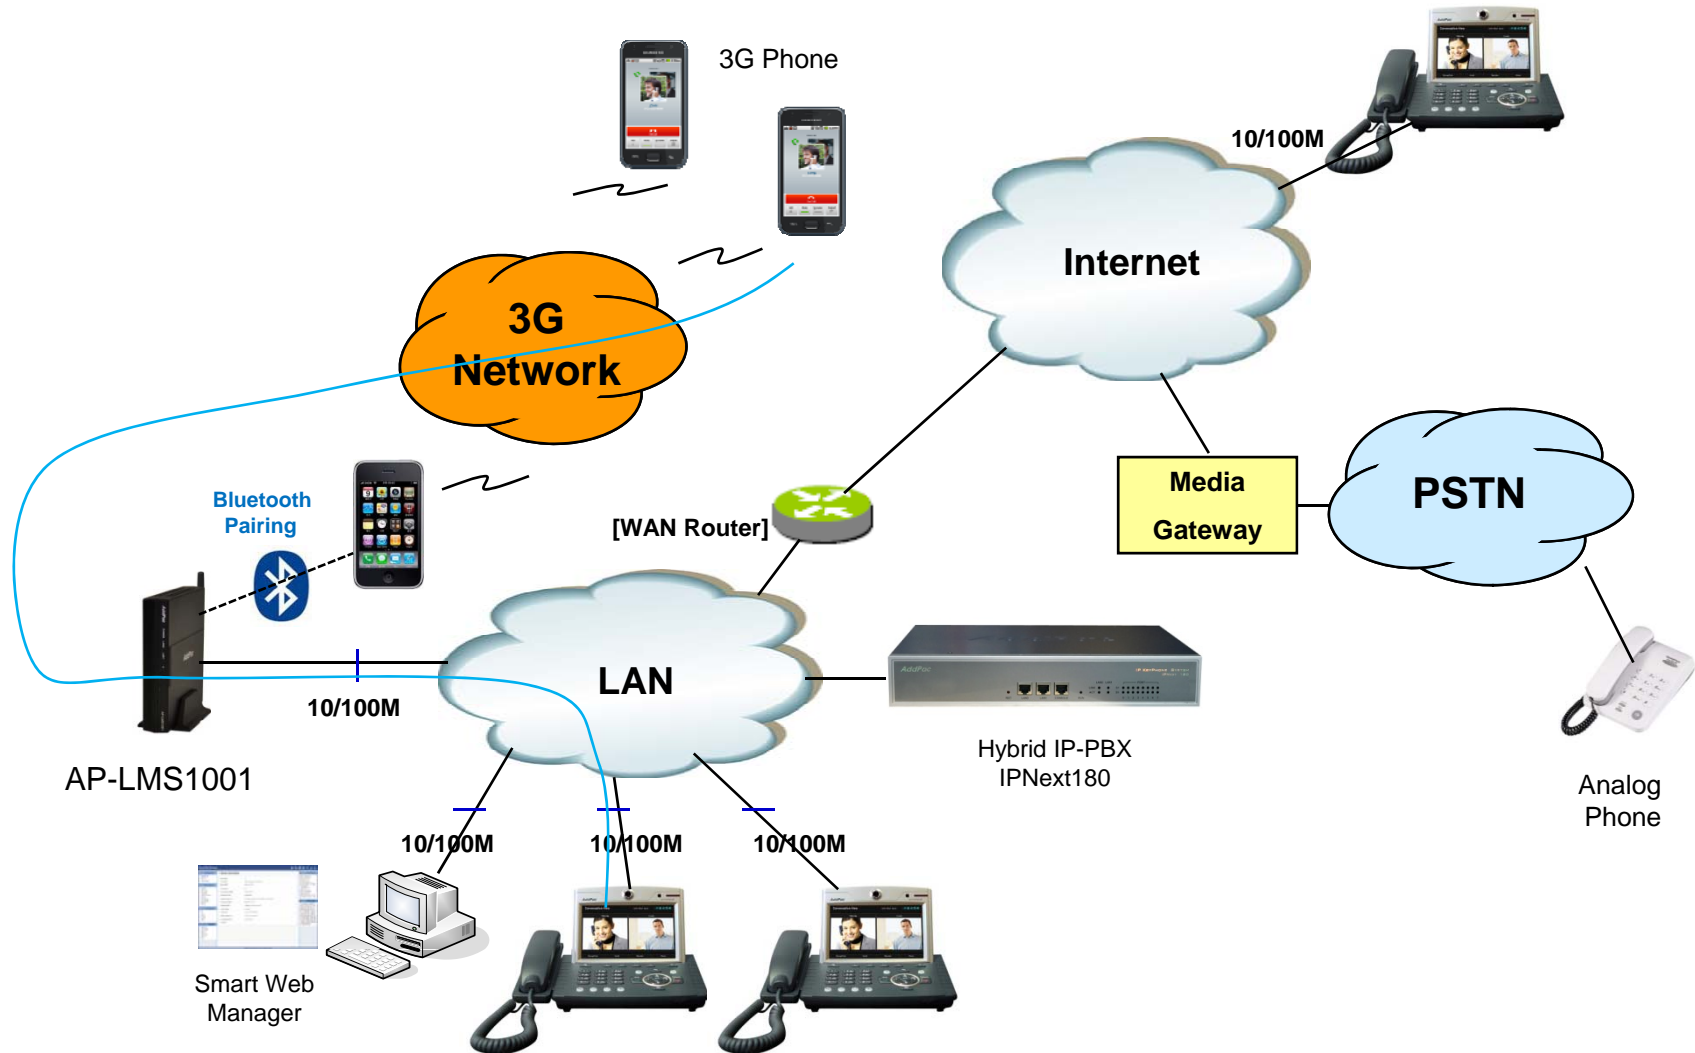 3G Phone
10/100M
Internet
3G
Network
Bluetooth
Pairing
[WAN Router]
Media
Gateway
PSTN
LAN
AddPac
10/100M
AP-LMS1001
Hybrid IP-PBX
IPNext180
Analog
Phone
10/100M
10/100M
10/100M
Smart Web
Manager